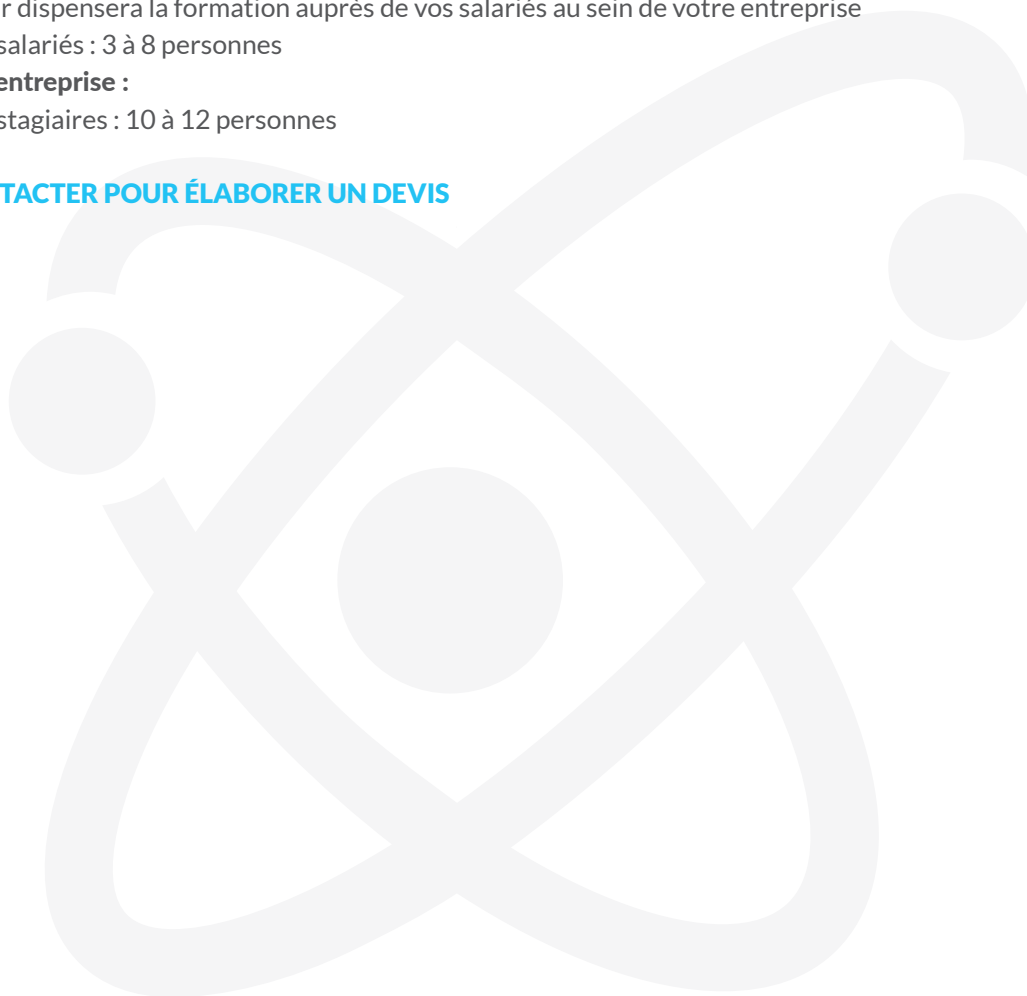 r dispensera la formation auprès de vos salariés au sein de votre entreprise
salariés : 3 à 8 personnes
entreprise :
stagiaires : 10 à 12 personnes
TACTER POUR ÉLABORER UN DEVIS